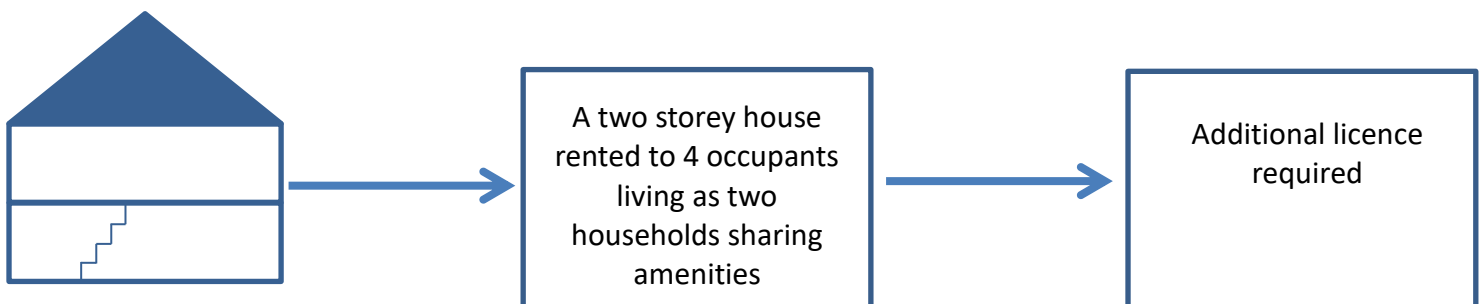 A two storey house
rented to 4 occupants
living as two
households sharing
amenities
Additional licence
required